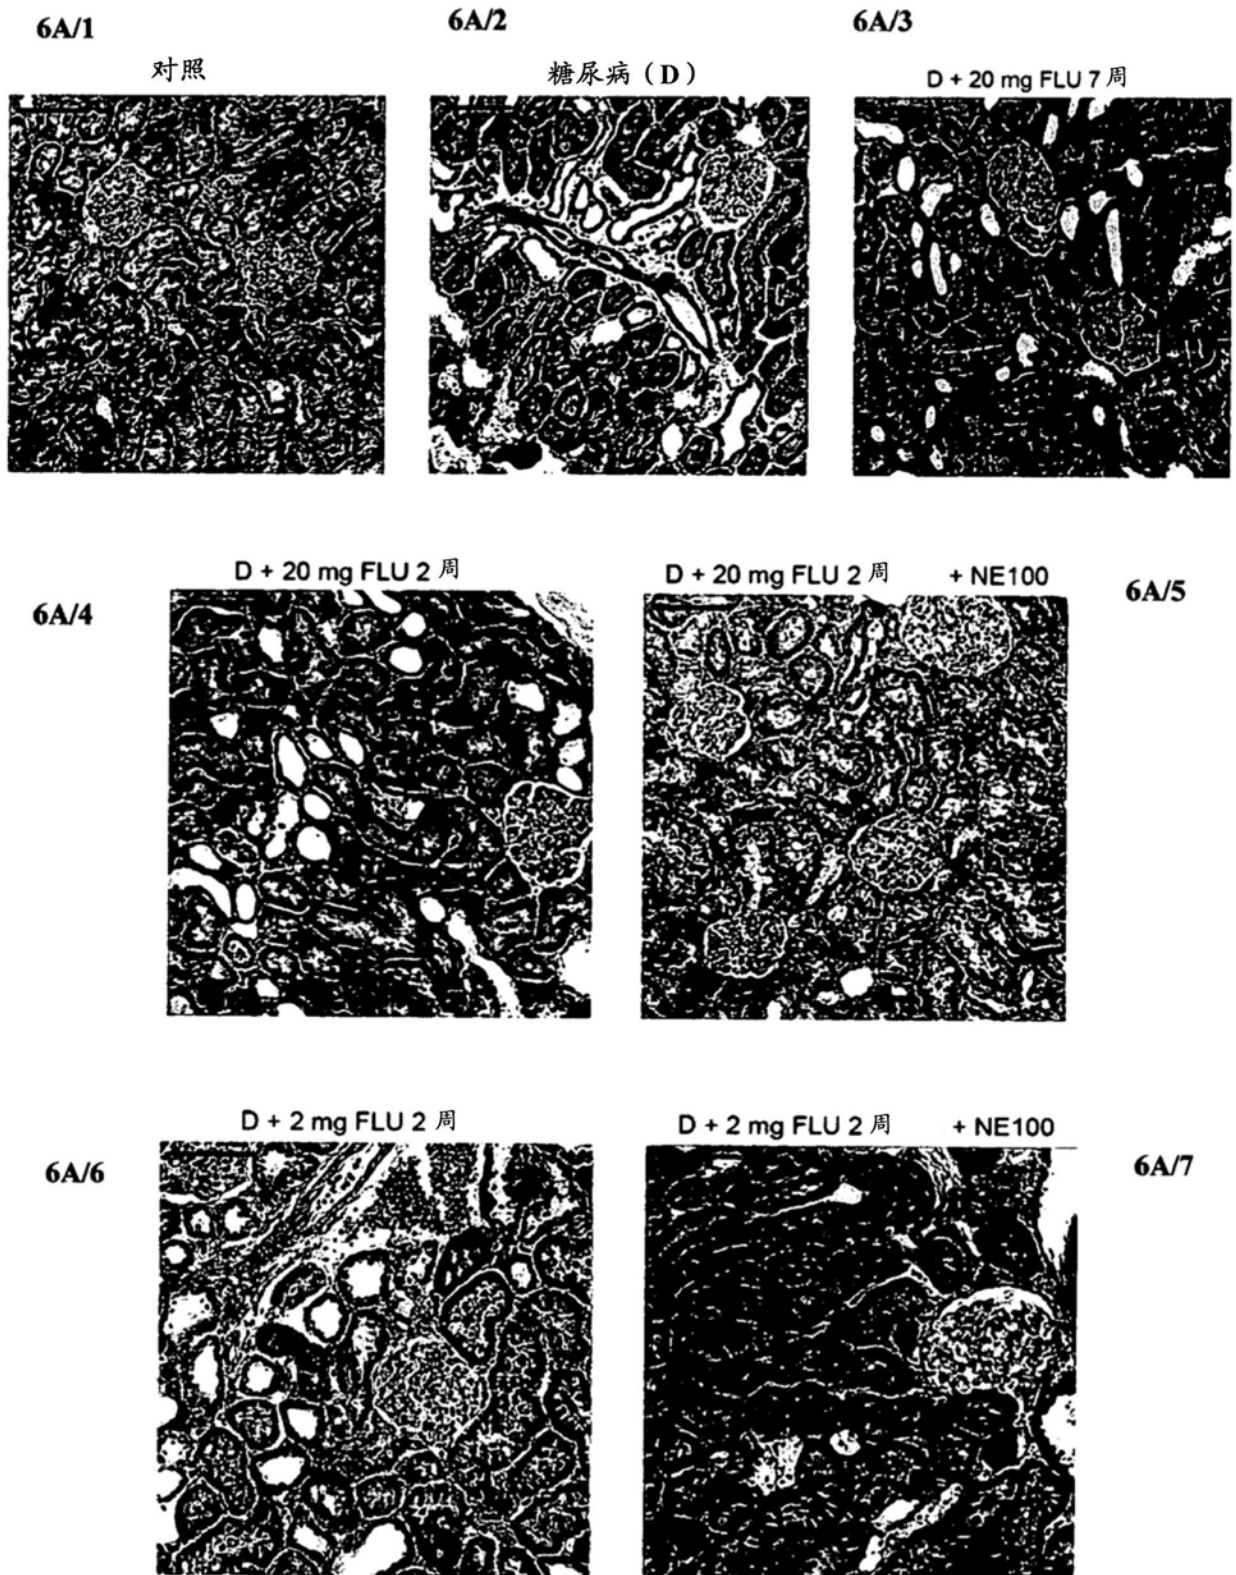 6A/1
对照
6A/2
糖尿病（D）
6A/3
D + 20 mg FLU 7 周
6A/4
D + 20 mg FLU 2 周
D + 20 mg FLU 2 周 + NE100
6A/5
6A/6
D + 2 mg FLU 2 周
D + 2 mg FLU 2 周 + NE100
6A/7